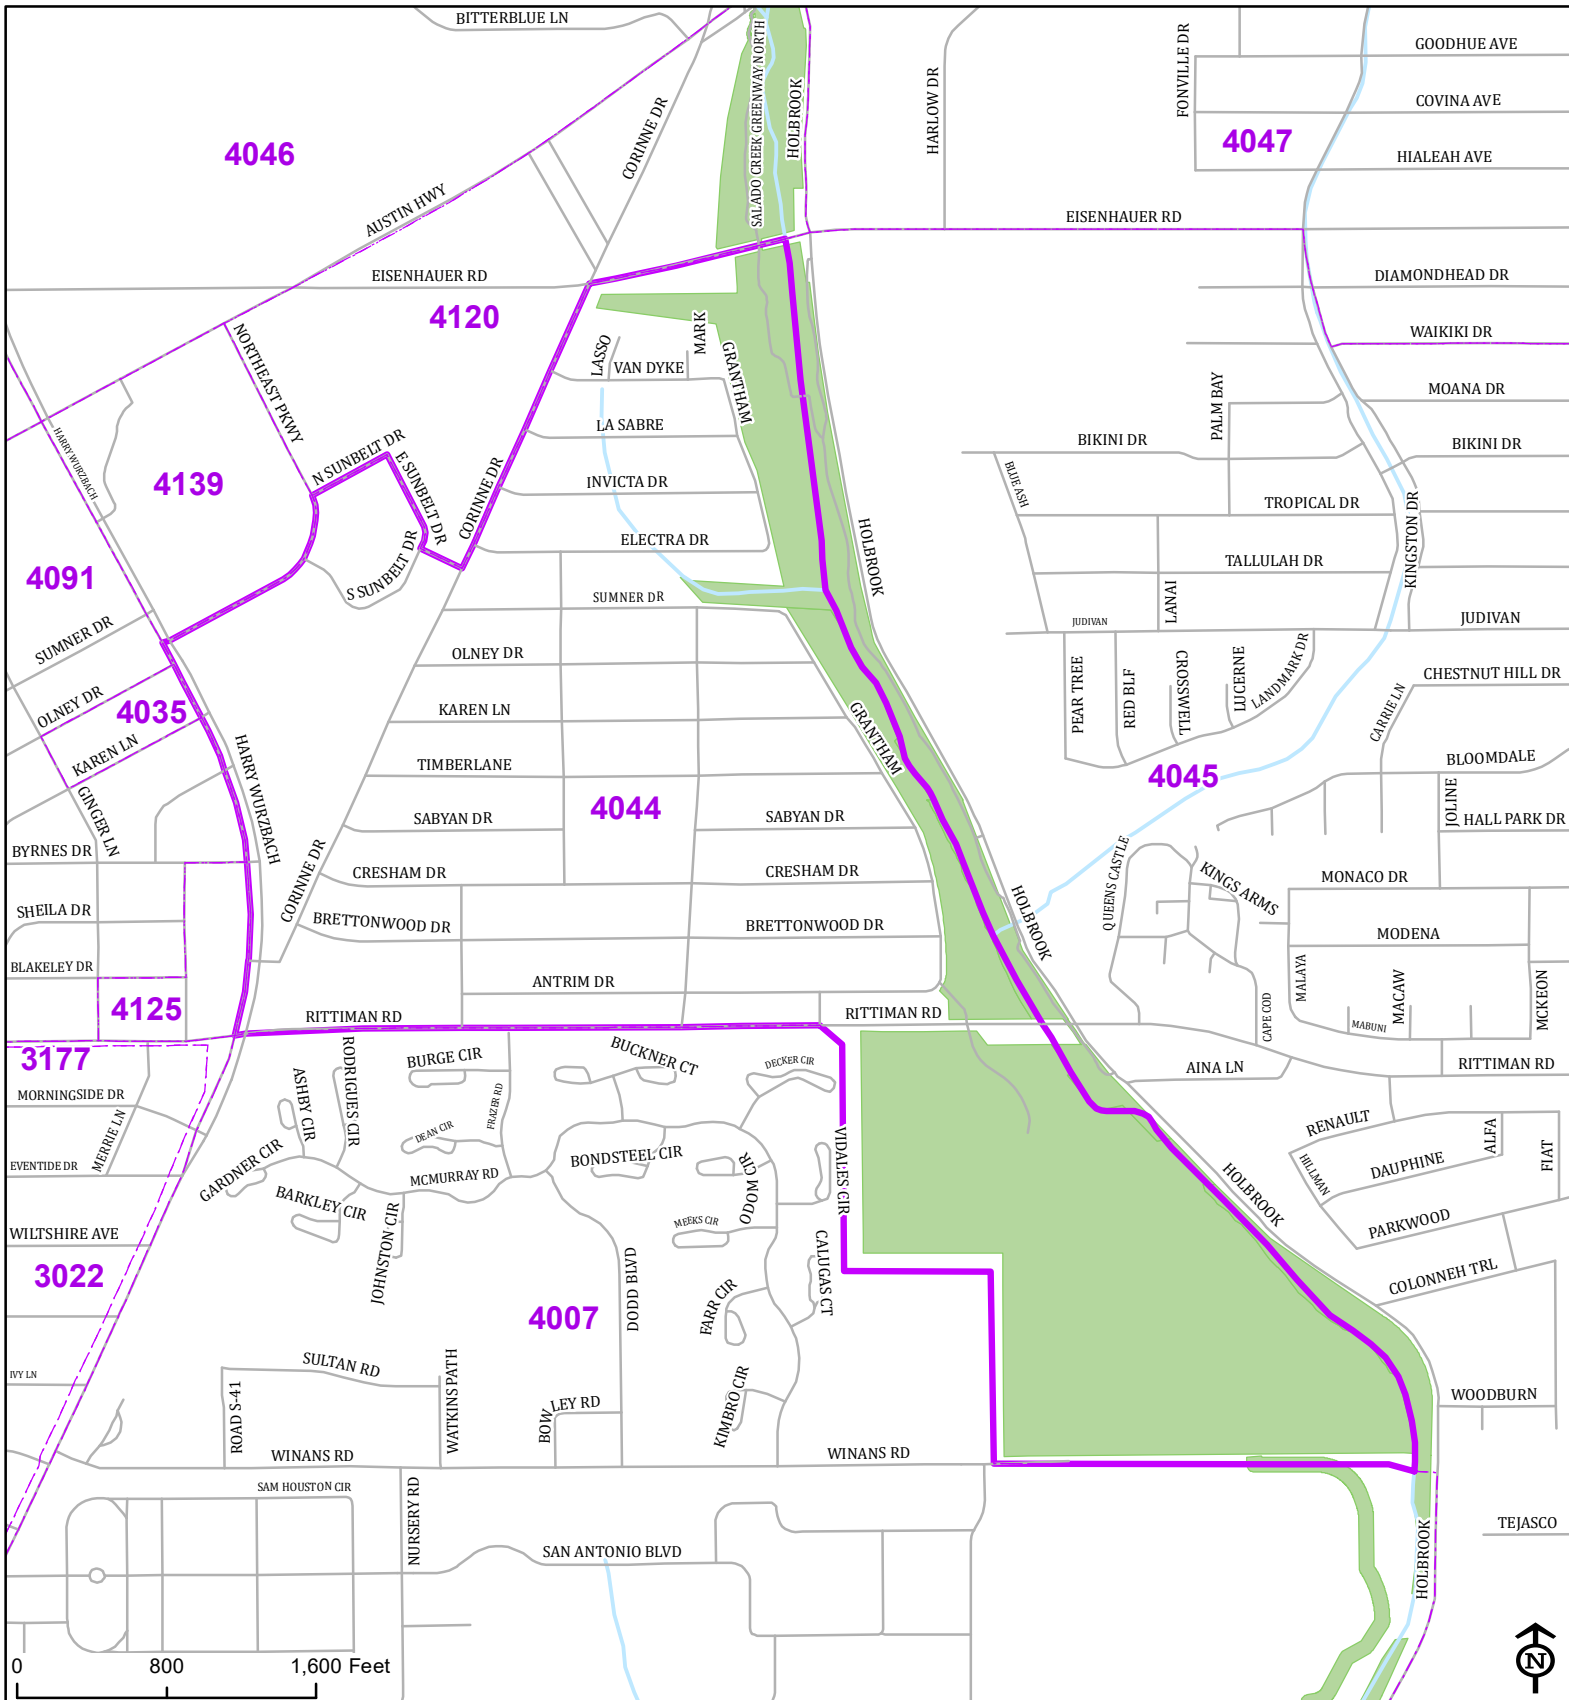 BITTERBLUE LN
SALADO CREEK GREENWAY NORTH
HOLBROOK
HARLOW DR
FONVILLE DR
GOODHUE AVE
COVINA AVE
4047
HIALEAH AVE
4046
CORINNE DR
AUSTIN HWY
EISENHAUER RD
EISENHAUER RD
DIAMONDHEAD DR
4120
WAIKIKI DR
NORTHEAST PKWY
LASSO
MARK
VAN DYKE
GRANTHAM
MOANA DR
PALM BAY
LA SABRE
BIKINI DR
BIKINI DR
HARRY WURZBACH
N SUNBELT DR
E SUNBELT DR
4139
CORINNE DR
INVICTA DR
BLUE ASH
TROPICAL DR
KINGSTON DR
ELECTRA DR
HOLBROOK
TALLULAH DR
4091
S SUNBELT DR
SUMNER DR
LANAI
JUDIVAN
JUDIVAN
SUMNER DR
OLNEY DR
PEAR TREE
RED BLF
CROSSWELL
LUCERNE
LANDMARK DR
CHESTNUT HILL DR
OLNEY DR
4035
KAREN LN
KAREN LN
GRANTHAM
CARRIE LN
HARRY WURZBACH
TIMBERLANE
4045
BLOOMDALE
GINGER LN
4044
SABYAN DR
SABYAN DR
JOLINE
HALL PARK DR
BYRNES DR
CORINNE DR
CRESHAM DR
CRESHAM DR
QUEENS CASTLE
KINGS ARMS
MONACO DR
SHEILA DR
BRETTONWOOD DR
BRETTONWOOD DR
HOLBROOK
MODENA
BLAKELEY DR
ANTRIM DR
MALAYA
MACAW
MCKEON
4125
RITTIMAN RD
RITTIMAN RD
CAPE COD
MABUNI
3177
RODRIGUES CIR
BURGE CIR
BUCKNER CT
DECKER CIR
AINA LN
RITTIMAN RD
MORNINGSIDE DR
ASHBY CIR
FRAZER RD
MERRIE LN
DEAN CIR
RENAULT
ALFA
FIAT
EVENTIDE DR
GARDNER CIR
MCMURRAY RD
BONDSTEEL CIR
ODOM CIR
VIDALES CIR
HILLMAN
DAUPHINE
BARKLEY CIR
JOHNSTON CIR
MEEKS CIR
HOLBROOK
PARKWOOD
WILTSHIRE AVE
3022
DODD BLVD
CALUGAS CT
COLONNEH TRL
4007
FARR CIR
IVY LN
SULTAN RD
ROAD S-41
WATKINS PATH
BOWLEY RD
KIMBRO CIR
WOODBURN
WINANS RD
WINANS RD
SAM HOUSTON CIR
NURSERY RD
SAN ANTONIO BLVD
HOLBROOK
TEJASCO
0 800 1,600 Feet
N